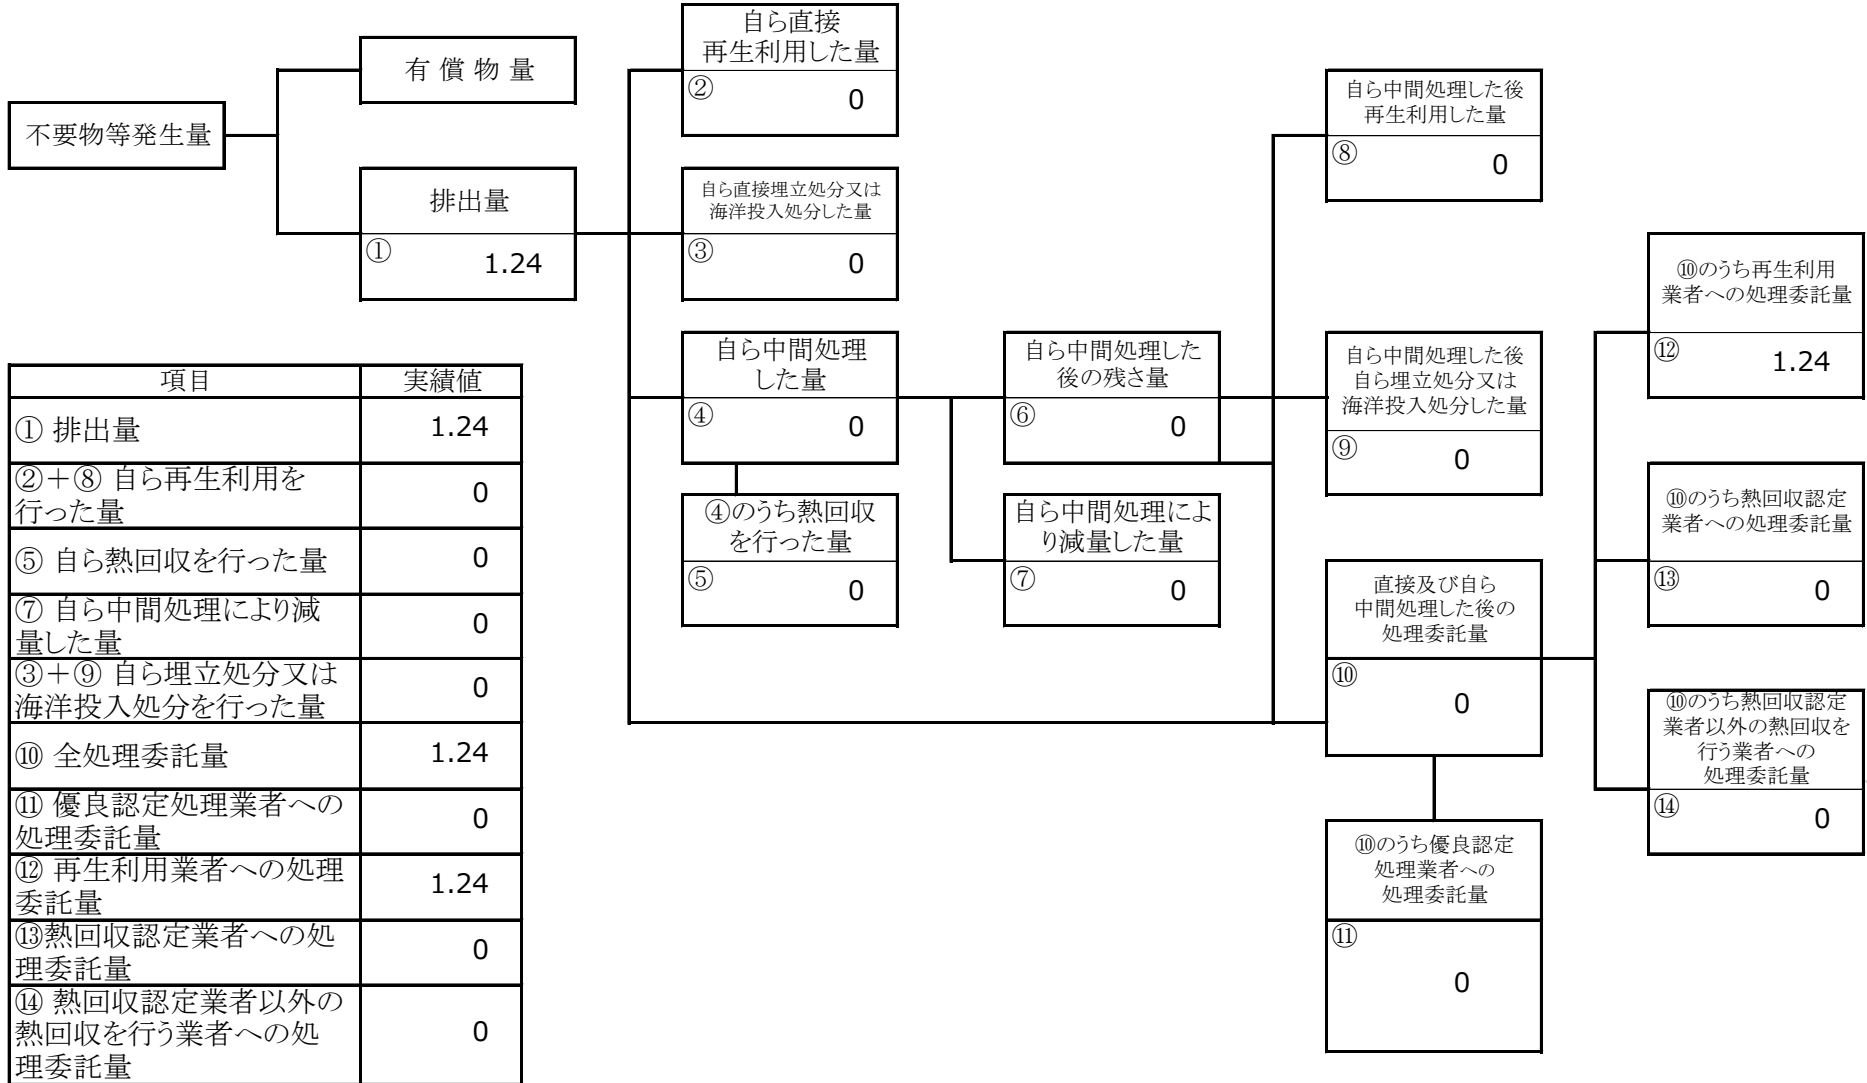 不要物等発生量
有 償 物 量
排出量
①
1.24
自ら直接
再生利用した量
②
0
自ら直接埋立処分又は
海洋投入処分した量
③
0
自ら中間処理
した量
④
0
④のうち熱回収
を行った量
⑤
0
自ら中間処理した
後の残さ量
⑥
0
自ら中間処理によ
り減量した量
⑦
0
自ら中間処理した後
再生利用した量
⑧
0
自ら中間処理した後
自ら埋立処分又は
海洋投入処分した量
⑨
0
直接及び自ら
中間処理した後の
処理委託量
⑩
0
⑩のうち優良認定
処理業者への
処理委託量
⑪
0
⑩のうち再生利用
業者への処理委託量
⑫
1.24
⑩のうち熱回収認定
業者への処理委託量
⑬
0
⑩のうち熱回収認定
業者以外の熱回収を
行う業者への
処理委託量
⑭
0
項目 実績値
① 排出量 1.24
②+⑧ 自ら再生利用を
行った量 0
⑤ 自ら熱回収を行った量 0
⑦ 自ら中間処理により減
量した量 0
③+⑨ 自ら埋立処分又は
海洋投入処分を行った量 0
⑩ 全処理委託量 1.24
⑪ 優良認定処理業者への
処理委託量 0
⑫ 再生利用業者への処理
委託量 1.24
⑬熱回収認定業者への処
理委託量 0
⑭ 熱回収認定業者以外の
熱回収を行う業者への処
理委託量 0